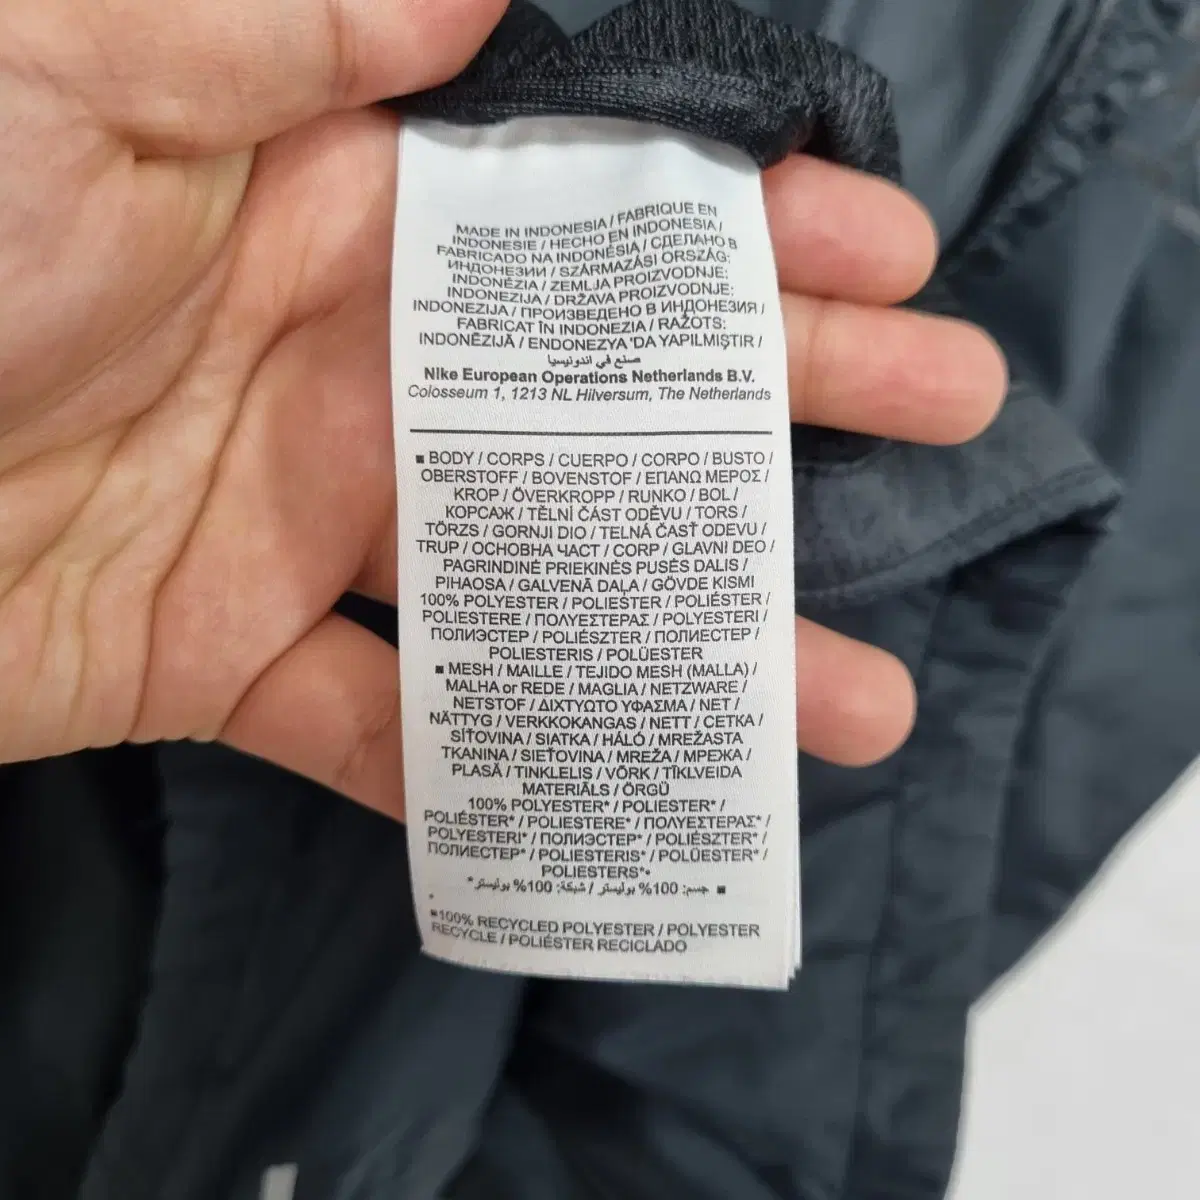 MADE IN INDONESIA / FABRIQUE EN
INDONESIE / HECHO EN INDONESIA /
FABRICADO NA INDONÉSIA / СДЕЛАНО В
ИНДОНЕЗИИ / SZÁRMAZÁSI ORSZÁG:
INDONÉZIA / ZEMLJA PROIZVODNJE:
INDONEZIJA / DRŽAVA PROIZVODNJE:
INDONEZIJA / ПРОИЗВЕДЕНО В ИНДОНЕЗИЯ /
FABRICAT ÎN INDONEZIA / RAŽOTS:
INDONĒZIJĀ / ENDONEZYA 'DA YAPILMIŞTIR /
صنع في اندونيسيا
Nike European Operations Netherlands B.V.
Colosseum 1, 1213 NL Hilversum, The Netherlands
■ BODY / CORPS / CUERPO / CORPO / BUSTO /
OBERSTOFF / BOVENSTOF / ΕΠΑΝΩ ΜΕΡΟΣ /
KROP / ÖVERKROPP / RUNKO / BOL /
КОРСАЖ / TĚLNÍ ČÁST ODĚVU / TORS /
TÖRZS / GORNJI DIO / TELNÁ ČASŤ ODEVU /
TRUP / ОСНОВНА ЧАСТ / CORP / GLAVNI DEO /
PAGRINDINĖ PRIEKINĖS PUSĖS DALIS /
PIHAOSA / GALVENĀ DAĻA / GÖVDE KISMI
100% POLYESTER / POLIESTER / POLIÉSTER /
POLIESTERE / ΠΟΛΥΕΣΤΕΡΑΣ / POLYESTERI /
ПОЛИЭСТЕР / POLIÉSZTER / ПОЛИЕСТЕР /
POLIESTERIS / POLÜESTER
■ MESH / MAILLE / TEJIDO MESH (MALLA) /
MALHA or REDE / MAGLIA / NETZWARE /
NETSTOF / ΔΙΧΤΥΩΤΟ ΥΦΑΣΜΑ / NET /
NÄTTYG / VERKKOKANGAS / NETT / СЕТКА /
SÍŤOVINA / SIATKA / HÁLÓ / MREŽASTA
TKANINA / SIEŤOVINA / MREŽA / МРЕЖА /
PLASĂ / TINKLELIS / VÕRK / TĪKLVEIDA
MATERIĀLS / ÖRGÜ
100% POLYESTER* / POLIESTER* /
POLIÉSTER* / POLIESTERE* / ΠΟΛΥΕΣΤΕΡΑΣ* /
POLYESTERI* / ПОЛИЭСТЕР* / POLIÉSZTER* /
ПОЛИЕСТЕР* / POLIESTERIS* / POLÜESTER* /
POLIESTERS*•
■ جسم: 100% بوليستر / شبكة: 100% بوليستر*
*100% RECYCLED POLYESTER / POLYESTER
RECYCLE / POLIÉSTER RECICLADO